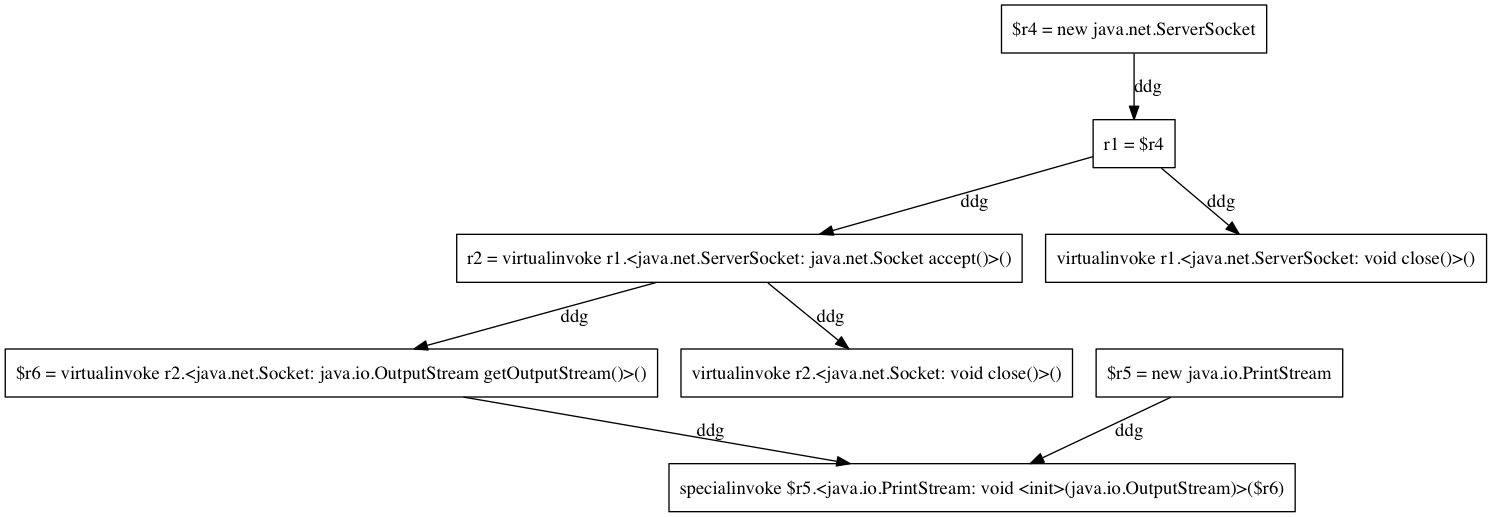 $r4 = new java.net.ServerSocket
ddg
r1 = $r4
ddg
ddg
r2 = virtualinvoke r1.<java.net.ServerSocket: java.net.Socket accept()>()
virtualinvoke r1.<java.net.ServerSocket: void close()>()
ddg
ddg
$r6 = virtualinvoke r2.<java.net.Socket: java.io.OutputStream getOutputStream()>()
virtualinvoke r2.<java.net.Socket: void close()>()
$r5 = new java.io.PrintStream
ddg
ddg
specialinvoke $r5.<java.io.PrintStream: void <init>(java.io.OutputStream)>($r6)